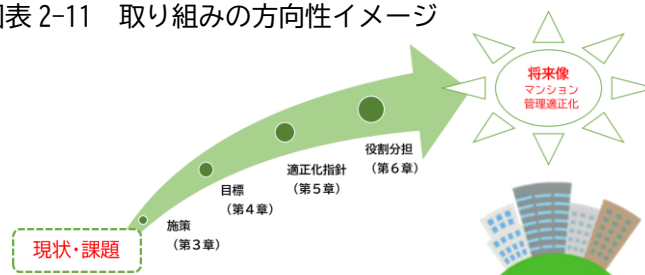 表 2-11 取り組みの方向性イメージ
将来像
マンション
管理適正化
役割分担
（第６章）
適正化指針
（第５章）
目標
（第４章）
施策
（第３章）
現状・課題